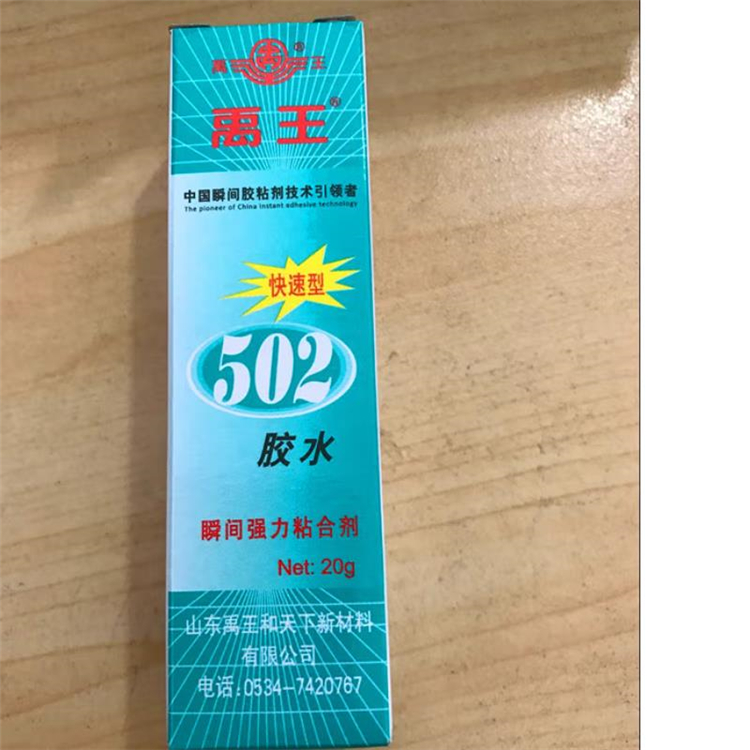 禹王®
禹王®
中国瞬间胶粘剂技术引领者
The pioneer of China instant adhesive technology
快速型
502
胶水
瞬间强力粘合剂
Net: 20g
山东禹王和天下新材料
有限公司
电话:0534-7420767